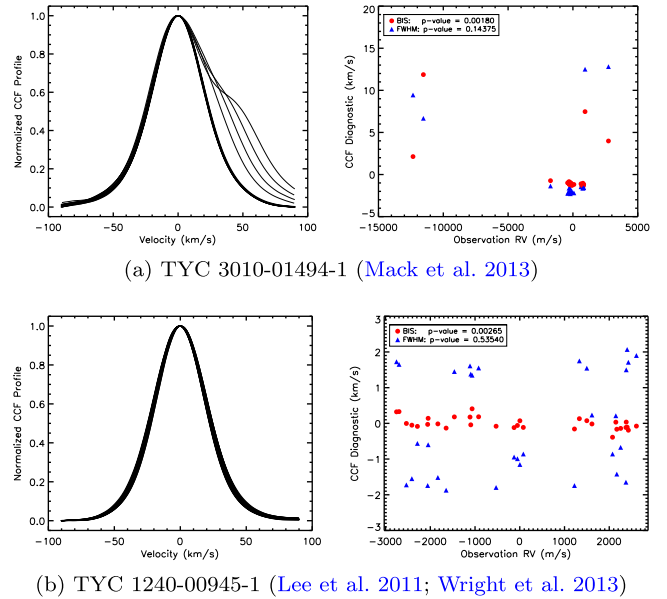 1.0
0.8
0.6
0.4
0.2
0.0
Normalized CCF Profile
−100 −50 0 50 100
Velocity (km/s)
20
15
10
5
0
−5
CCF Diagnostic (km/s)
BIS: p−value = 0.00180
FWHM: p−value = 0.14375
−15000 −10000 −5000 0 5000
Observation RV (m/s)
(a) TYC 3010-01494-1 (Mack et al. 2013)
1.0
0.8
0.6
0.4
0.2
0.0
Normalized CCF Profile
−100 −50 0 50 100
Velocity (km/s)
3
2
1
0
−1
−2
−3
CCF Diagnostic (km/s)
BIS: p−value = 0.00265
FWHM: p−value = 0.53540
−3000 −2000 −1000 0 1000 2000
Observation RV (m/s)
(b) TYC 1240-00945-1 (Lee et al. 2011; Wright et al. 2013)